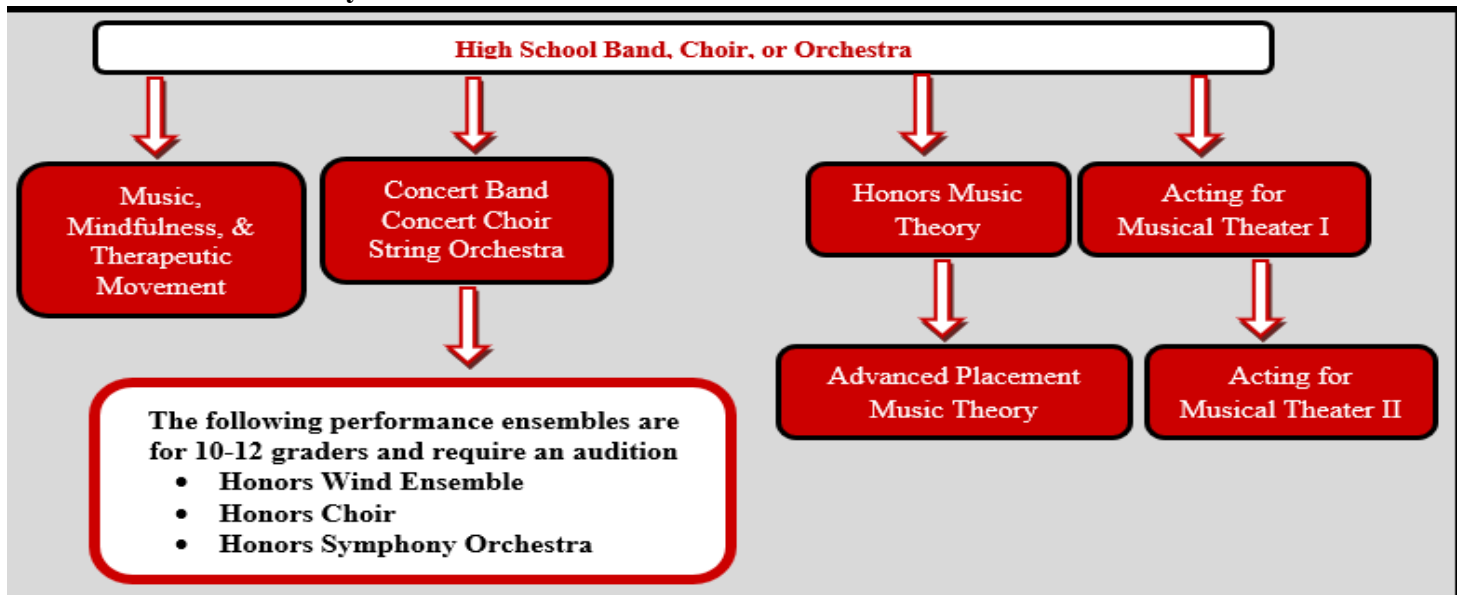 High School Band, Choir, or Orchestra
Music,
Mindfulness, &
Therapeutic
Movement
Concert Band
Concert Choir
String Orchestra
Honors Music
Theory
Acting for
Musical Theater I
The following performance ensembles are
for 10-12 graders and require an audition
• Honors Wind Ensemble
• Honors Choir
• Honors Symphony Orchestra
Advanced Placement
Music Theory
Acting for
Musical Theater II